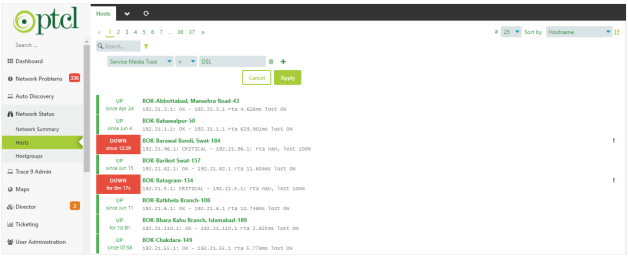 optcl
Search ...
Dashboard
Network Problems 336
Auto Discovery
Network Status
Network Summary
Hosts
Hostgroups
Trace 9 Admin
Maps
Director 2
Ticketing
User Administration
Hosts
« 1 2 3 4 5 6 7 .. 36 37 »
# 25 Sort by Hostname
Search...
Service Media Type = DSL
Cancel Apply
UP BOK-Abbottabad, Mansehra Road-43
since Apr 24 192.21.3.1: OK - 192.21.3.1 rta 4.626ms lost 0%
UP BOK-Bahawalpur-50
since Jun 4 192.31.1.1: OK - 192.31.1.1 rta 629.901ms lost 0%
DOWN BOK-Barawal Bandi, Swat-184
since 12:59 192.21.96.1: CRITICAL - 192.21.96.1: rta nan, lost 100%
UP BOK-Barikot Swat-157
since Jun 15 192.21.62.1: OK - 192.21.62.1 rta 11.604ms lost 0%
DOWN BOK-Batagram-134
for 8m 17s 192.21.5.1: CRITICAL - 192.21.5.1: rta nan, lost 100%
UP BOK-Batkhela Branch-108
since Jun 11 192.21.6.1: OK - 192.21.6.1 rta 10.748ms lost 0%
UP BOK-Bhara Kahu Branch, Islamabad-189
for 1d 8h 192.21.110.1: OK - 192.21.110.1 rta 2.825ms lost 0%
UP BOK-Chakdara-149
since 07:58 192.21.55.1: OK - 192.21.55.1 rta 5.779ms lost 0%